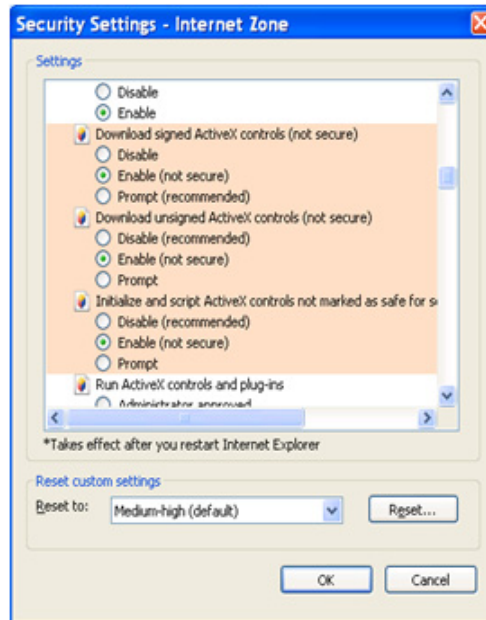 Security Settings - Internet Zone
Settings
Disable
Enable
Download signed ActiveX controls (not secure)
Disable
Enable (not secure)
Prompt (recommended)
Download unsigned ActiveX controls (not secure)
Disable (recommended)
Enable (not secure)
Prompt
Initialize and script ActiveX controls not marked as safe for s
Disable (recommended)
Enable (not secure)
Prompt
Run ActiveX controls and plug-ins
Administrator approved
*Takes effect after you restart Internet Explorer
Reset custom settings
Reset to:
Medium-high (default)
Reset...
OK
Cancel